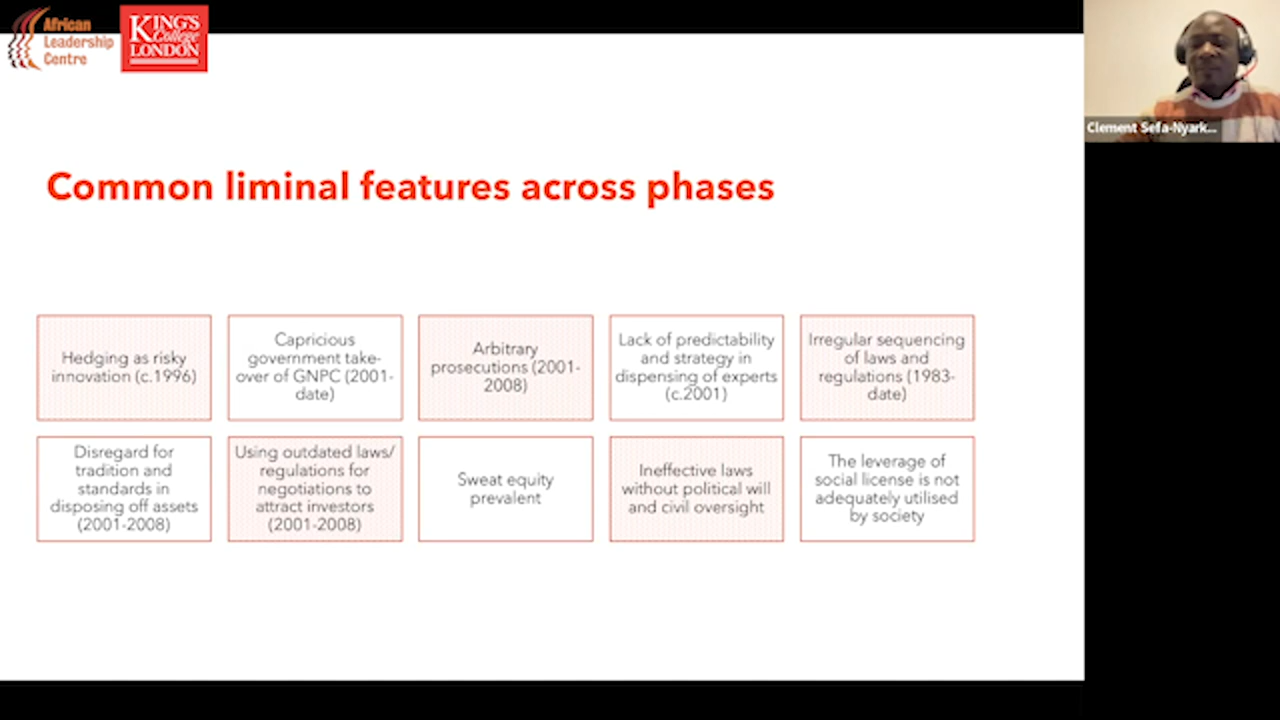 African
Leadership
Centre
KING'S
College
LONDON
Clement Sefa-Nyark...
Common liminal features across phases
Hedging as risky
innovation (c.1996)
Capricious
government take-
over of GNPC (2001-
date)
Arbitrary
prosecutions (2001-
2008)
Lack of predictability
and strategy in
dispensing of experts
(c.2001)
Irregular sequencing
of laws and
regulations (1983-
date)
Disregard for
tradition and
standards in
disposing off assets
(2001-2008)
Using outdated laws/
regulations for
negotiations to
attract investors
(2001-2008)
Sweat equity
prevalent
Ineffective laws
without political will
and civil oversight
The leverage of
social license is not
adequately utilised
by society